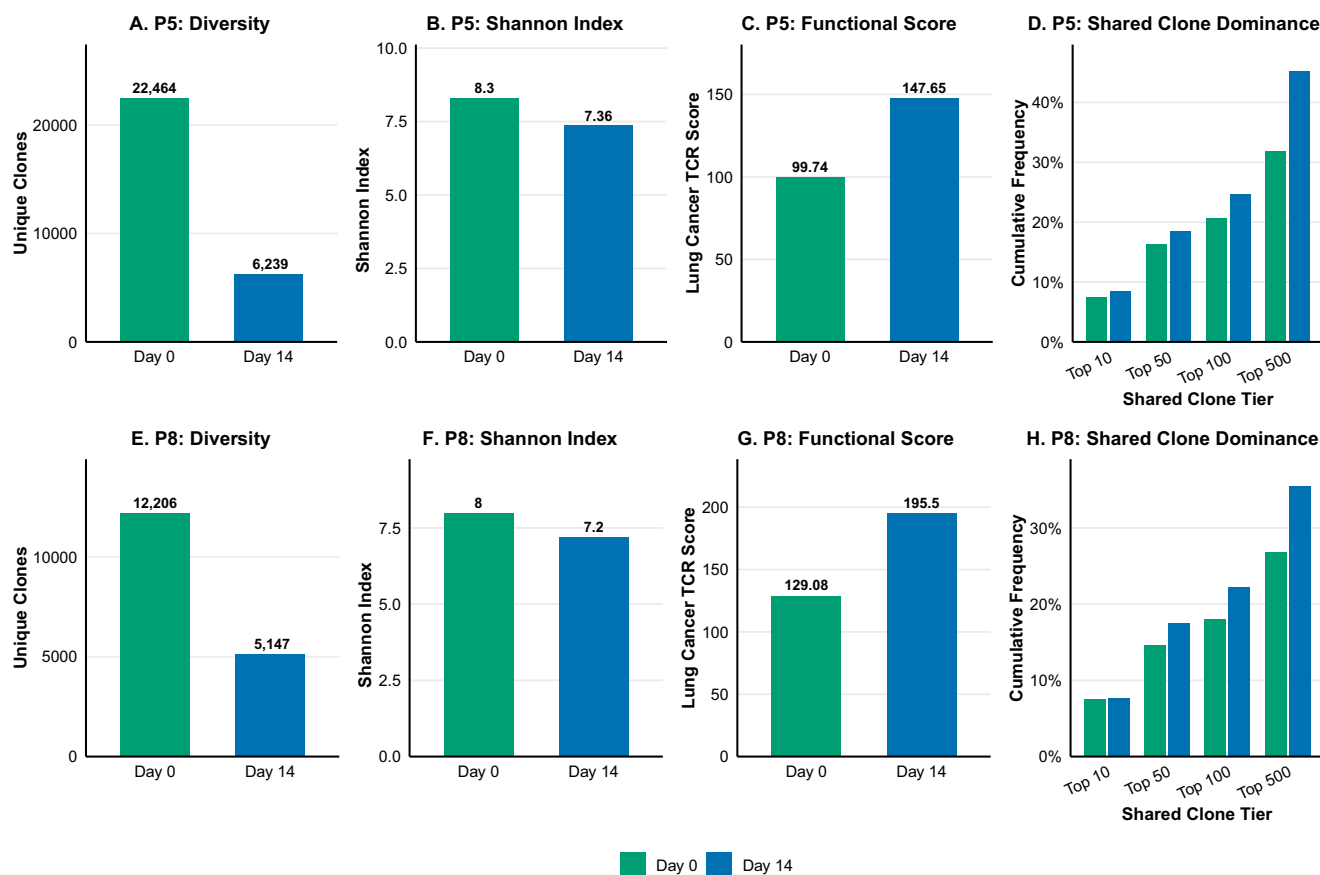 A. P5: Diversity
Unique Clones
20000
10000
0
22,464
6,239
Day 0
Day 14
B. P5: Shannon Index
Shannon Index
10.0
7.5
5.0
2.5
0.0
8.3
7.36
Day 0
Day 14
C. P5: Functional Score
Lung Cancer TCR Score
150
100
50
0
99.74
147.65
Day 0
Day 14
D. P5: Shared Clone Dominance
Cumulative Frequency
40%
30%
20%
10%
0%
Top 10
Top 50
Top 100
Top 500
Shared Clone Tier
E. P8: Diversity
Unique Clones
10000
5000
0
12,206
5,147
Day 0
Day 14
F. P8: Shannon Index
Shannon Index
7.5
5.0
2.5
0.0
8
7.2
Day 0
Day 14
G. P8: Functional Score
Lung Cancer TCR Score
200
150
100
50
0
129.08
195.5
Day 0
Day 14
H. P8: Shared Clone Dominance
Cumulative Frequency
30%
20%
10%
0%
Top 10
Top 50
Top 100
Top 500
Shared Clone Tier
Day 0
Day 14